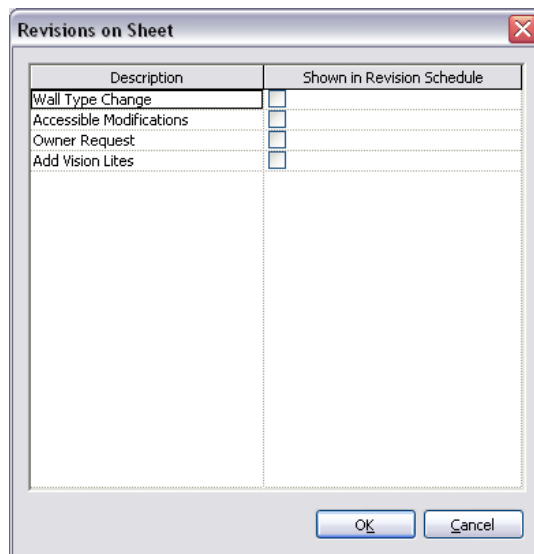 Revisions on Sheet
Description Shown in Revision Schedule
Wall Type Change
Accessible Modifications
Owner Request
Add Vision Lites
OK Cancel